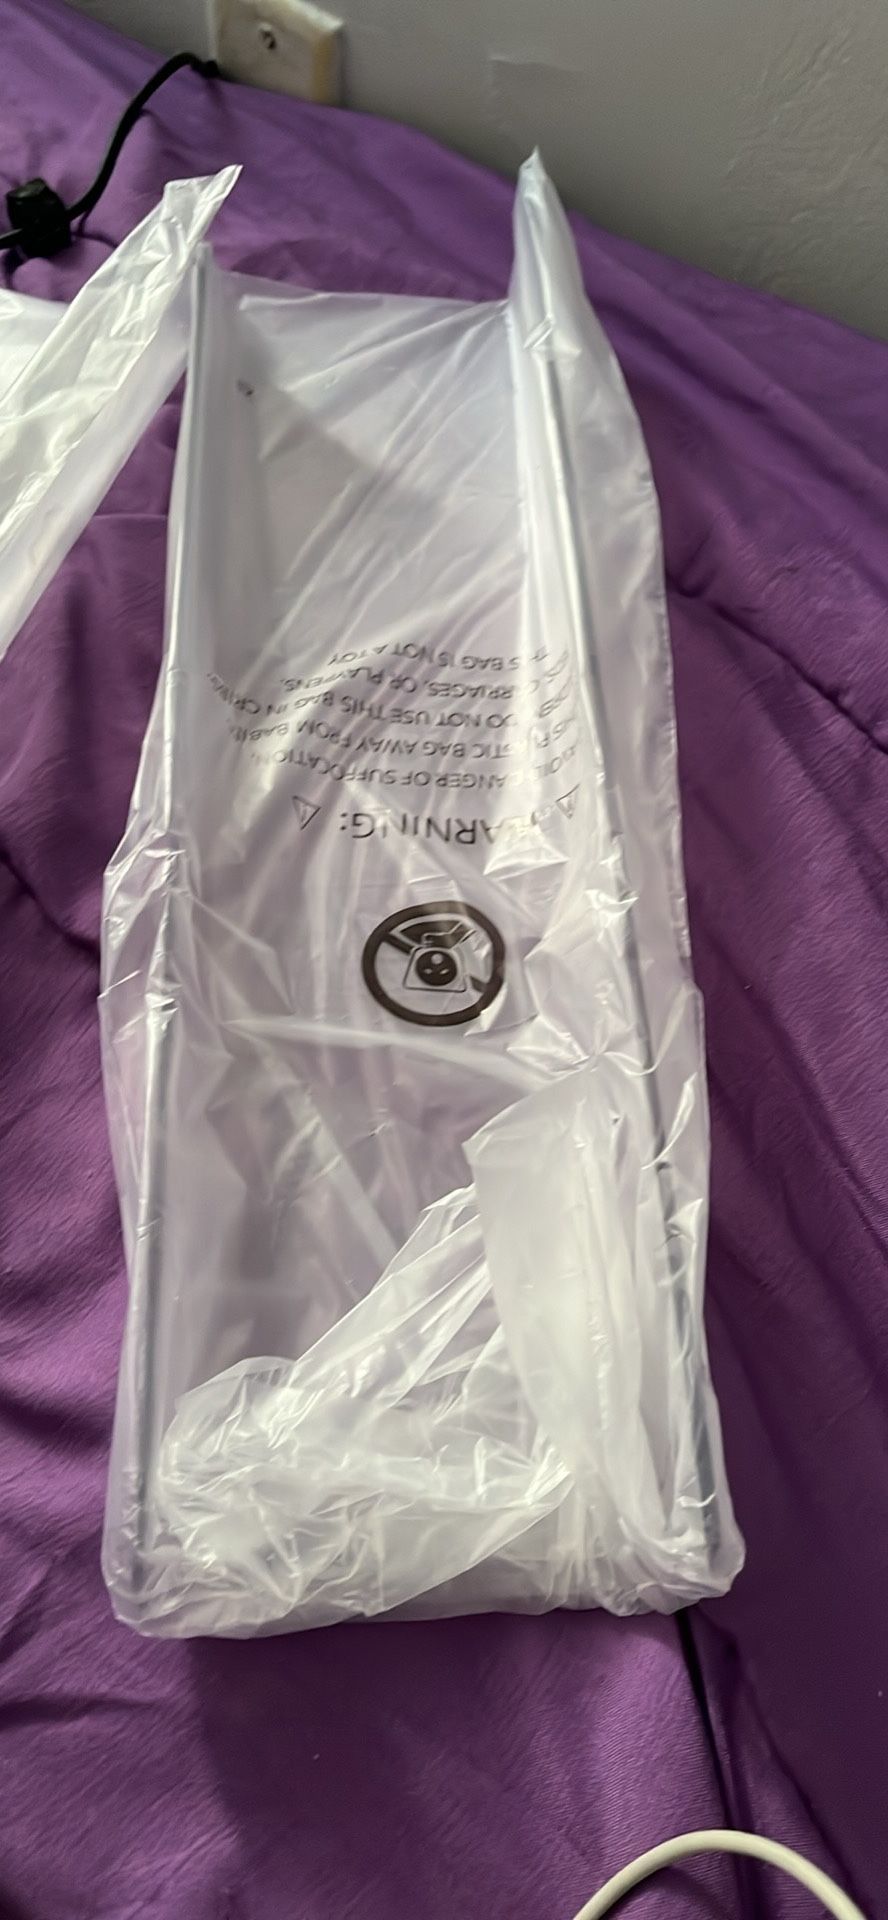 WARNING:
DANGER OF SUFFOCATION.
BAG AWAY FROM
DO NOT USE THIS BAG IN CRIBS,
OR PLAYPENS.
THIS BAG IS NOT A TOY